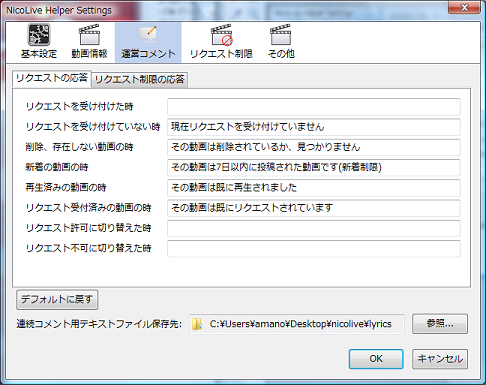 NicoLive Helper Settings
基本設定 動画情報 運営コメント リクエスト制限 その他
リクエストの応答 リクエスト制限の応答
リクエストを受け付けた時
リクエストを受け付けていない時 現在リクエストを受け付けていません
削除、存在しない動画の時 その動画は削除されているか、見つかりません
新着の動画の時 その動画は7日以内に投稿された動画です(新着制限)
再生済みの動画の時 その動画は既に再生されました
リクエスト受付済みの動画の時 その動画は既にリクエストされています
リクエスト許可に切り替えた時
リクエスト不可に切り替えた時
デフォルトに戻す
連続コメント用テキストファイル保存先: C:¥Users¥amano¥Desktop¥nicolive¥lyrics 参照...
OK キャンセル